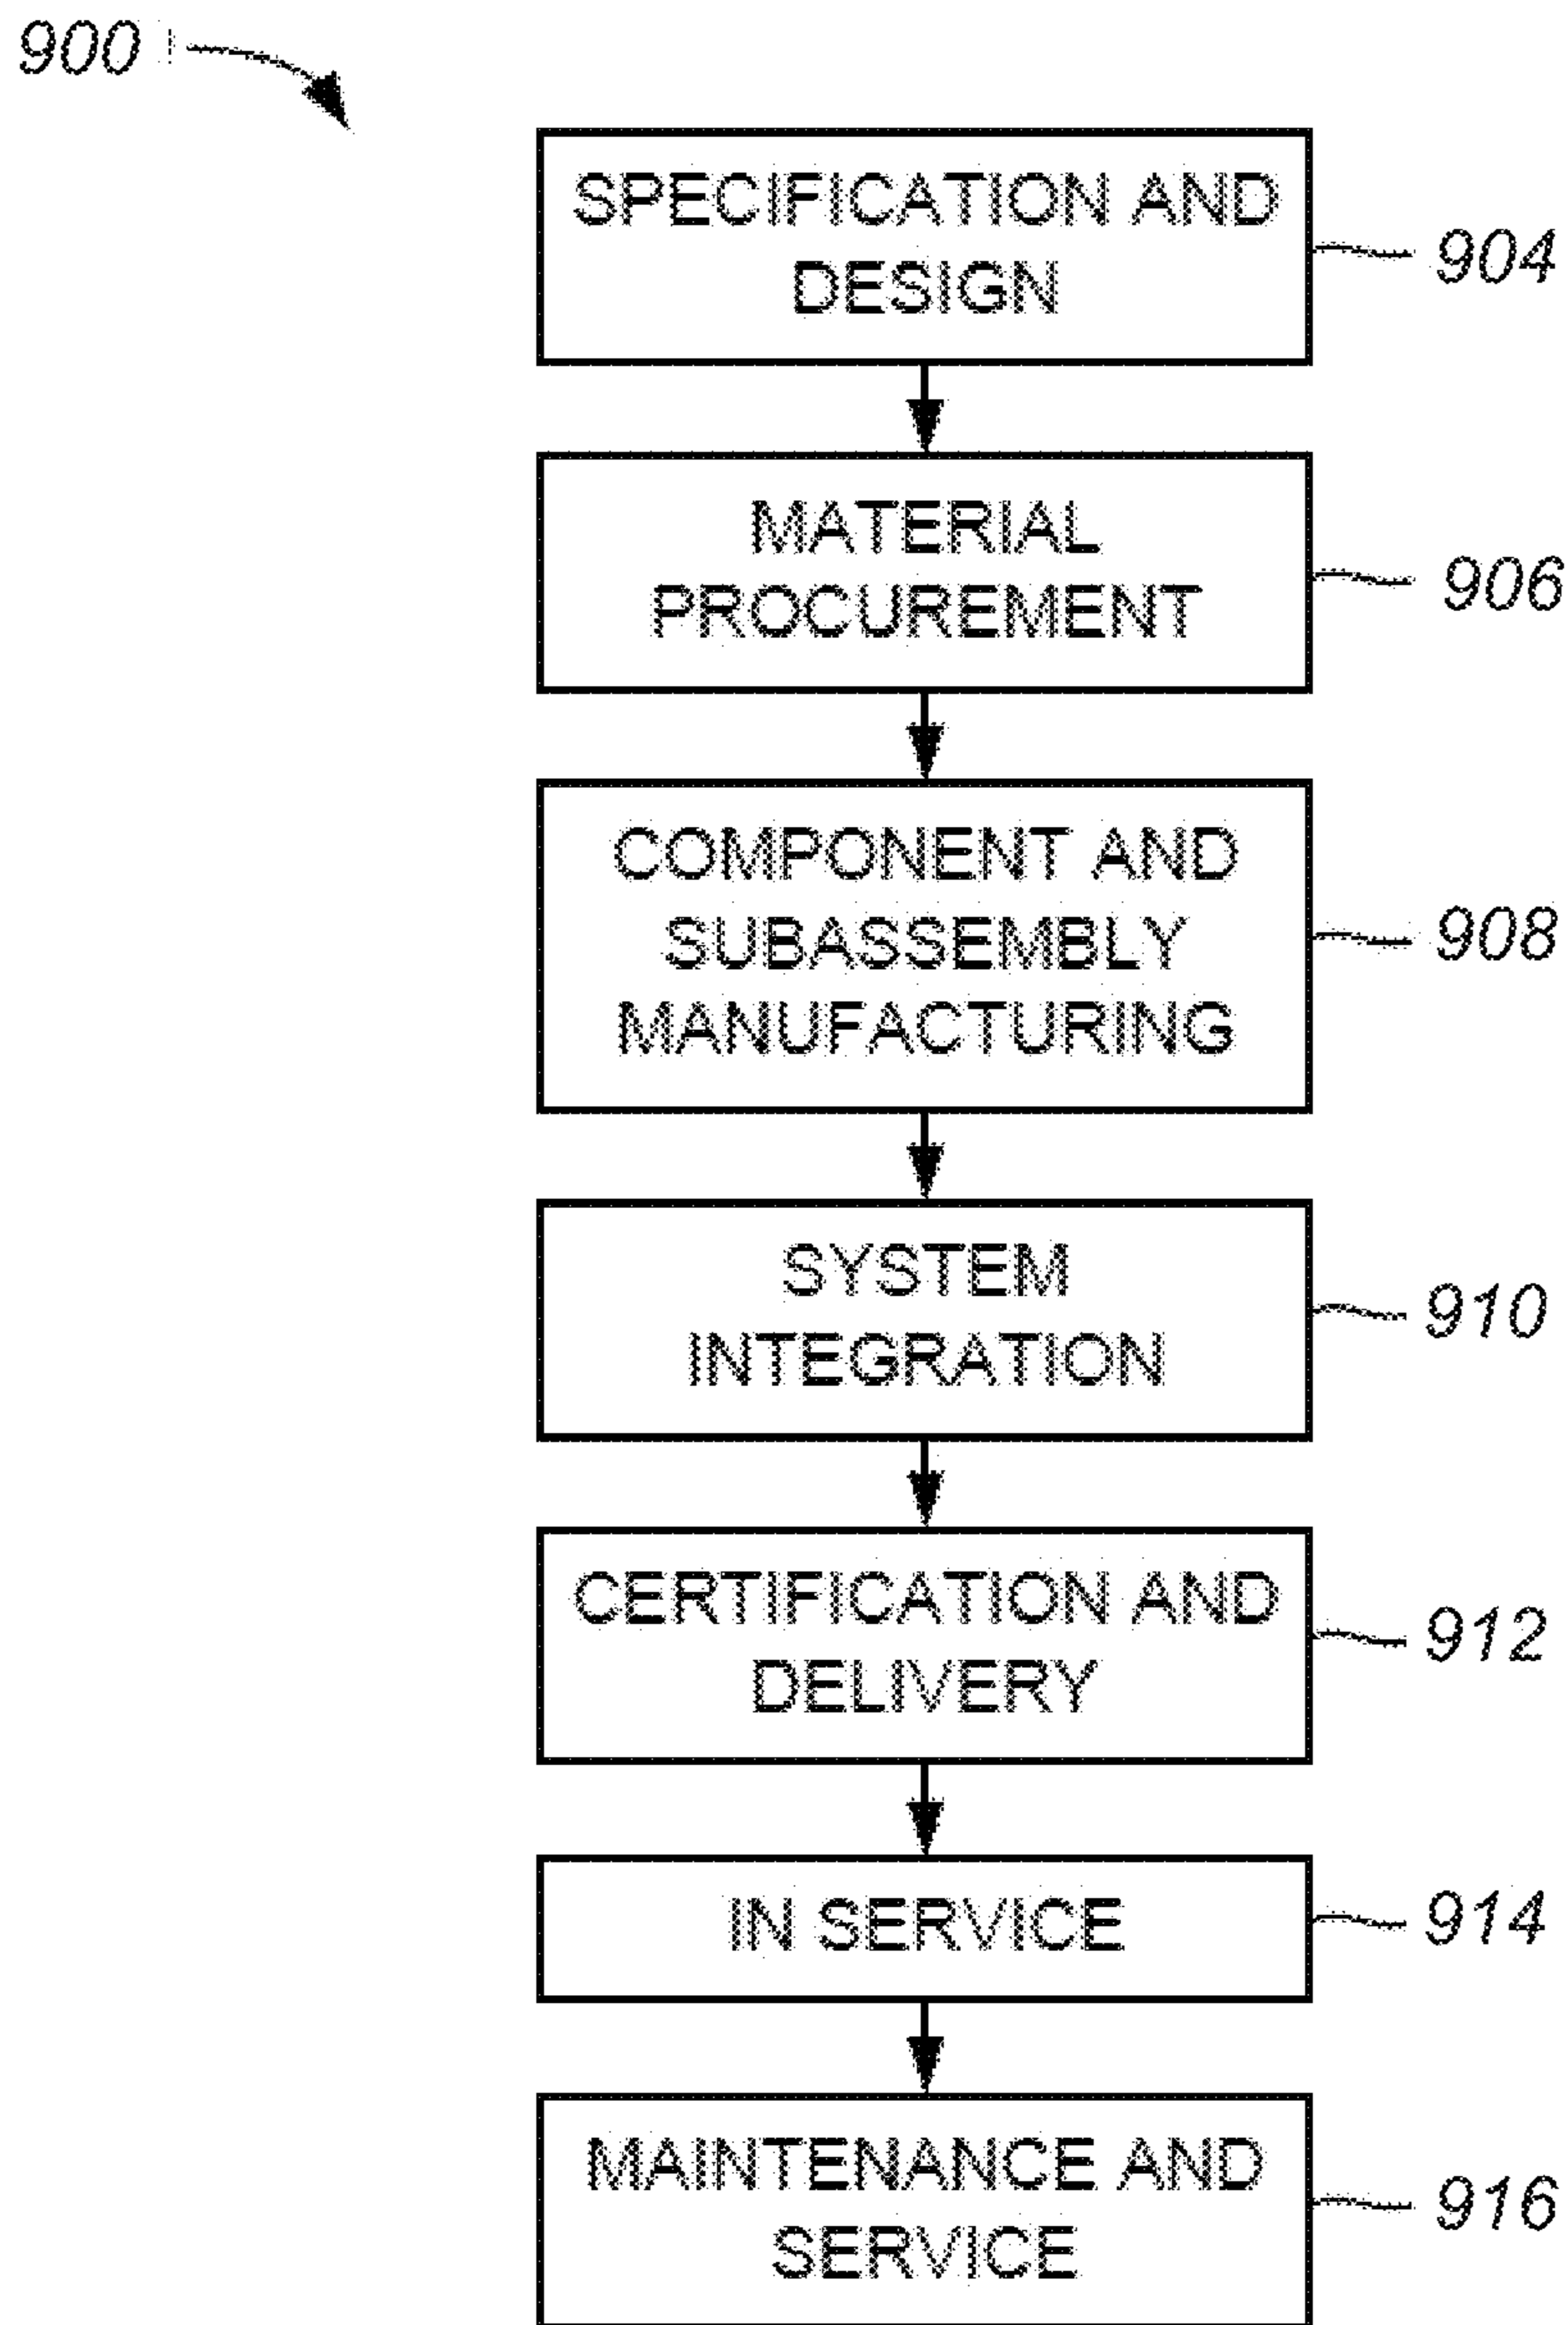 900
SPECIFICATION AND
DESIGN
904
MATERIAL
PROCUREMENT
906
COMPONENT AND
SUBASSEMBLY
MANUFACTURING
908
SYSTEM
INTEGRATION
910
CERTIFICATION AND
DELIVERY
912
IN SERVICE
914
MAINTENANCE AND
SERVICE
916